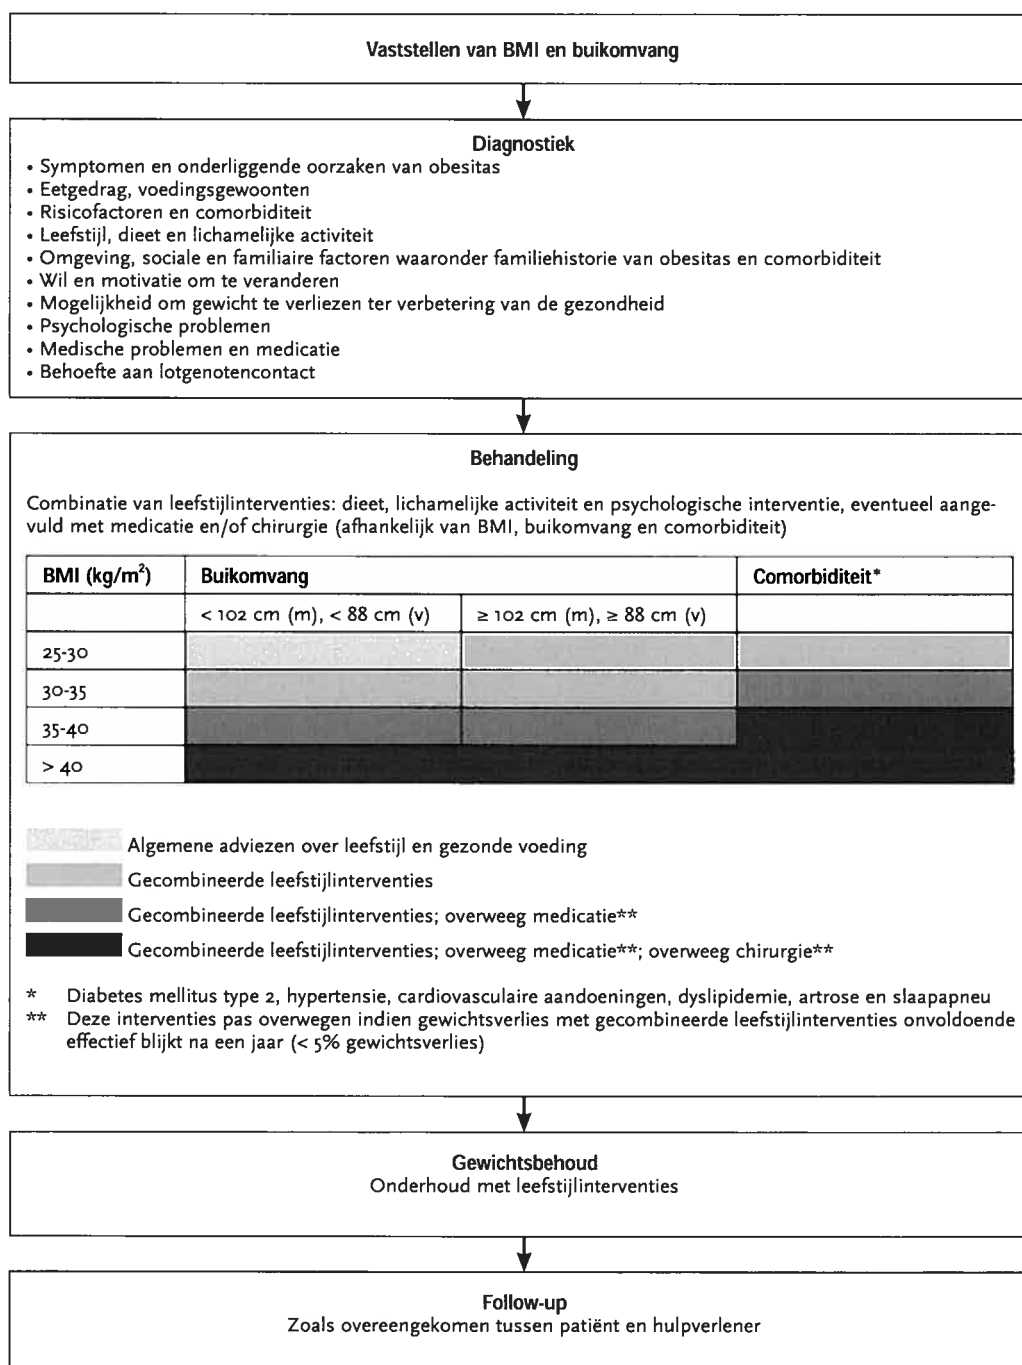 Vaststellen van BMI en buikomvang
Diagnostiek
• Symptomen en onderliggende oorzaken van obesitas
• Eetgedrag, voedingsgewoonten
• Risicofactoren en comorbiditeit
• Leefstijl, dieet en lichamelijke activiteit
• Omgeving, sociale en familiaire factoren waaronder familiehistorie van obesitas en comorbiditeit
• Wil en motivatie om te veranderen
• Mogelijkheid om gewicht te verliezen ter verbetering van de gezondheid
• Psychologische problemen
• Medische problemen en medicatie
• Behoefte aan lotgenotencontact
Behandeling
Combinatie van leefstijlinterventies: dieet, lichamelijke activiteit en psychologische interventie, eventueel aange-
vuld met medicatie en/of chirurgie (afhankelijk van BMI, buikomvang en comorbiditeit)
BMI (kg/m²) Buikomvang Comorbiditeit*
< 102 cm (m), < 88 cm (v) ≥ 102 cm (m), ≥ 88 cm (v)
25-30
30-35
35-40
> 40
Algemene adviezen over leefstijl en gezonde voeding
Gecombineerde leefstijlinterventies
Gecombineerde leefstijlinterventies; overweeg medicatie**
Gecombineerde leefstijlinterventies; overweeg medicatie**; overweeg chirurgie**
* Diabetes mellitus type 2, hypertensie, cardiovasculaire aandoeningen, dyslipidemie, artrose en slaapapneu
** Deze interventies pas overwegen indien gewichtsverlies met gecombineerde leefstijlinterventies onvoldoende
effectief blijkt na een jaar (< 5% gewichtsverlies)
Gewichtsbehoud
Onderhoud met leefstijlinterventies
Follow-up
Zoals overeengekomen tussen patiënt en hulpverlener